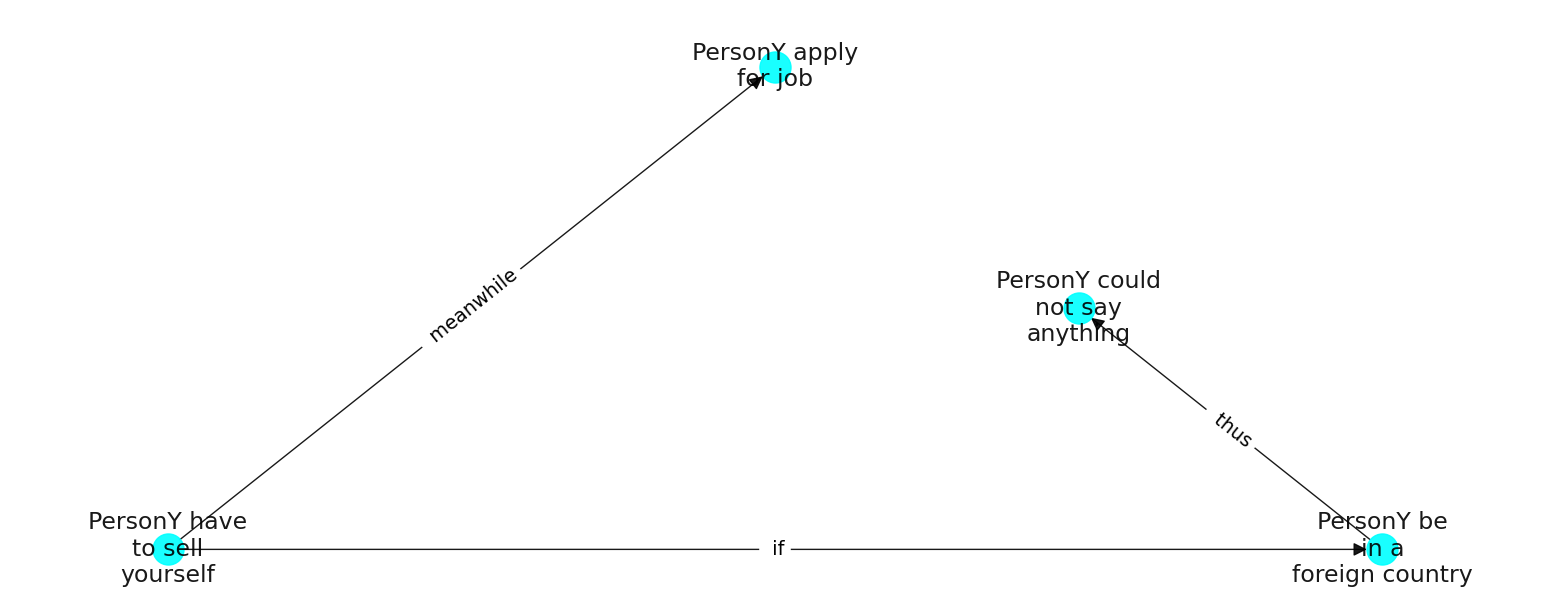 PersonY apply
for job
meanwhile
PersonY could
not say
anything
thus
PersonY have
to sell
yourself
if
PersonY be
in a
foreign country